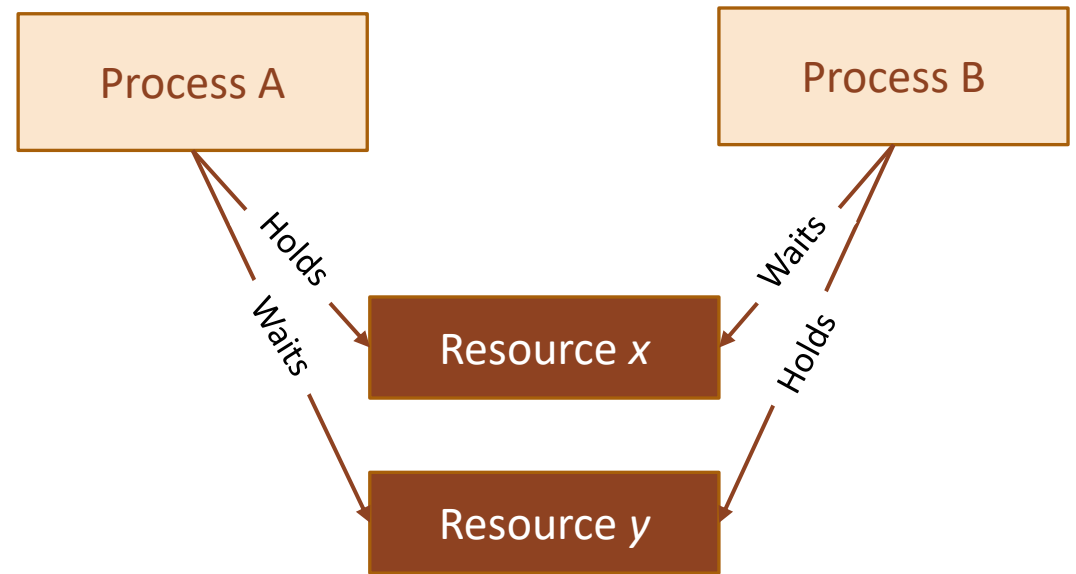 Process A
Process B
Holds
Waits
Waits
Holds
Resource x
Resource y